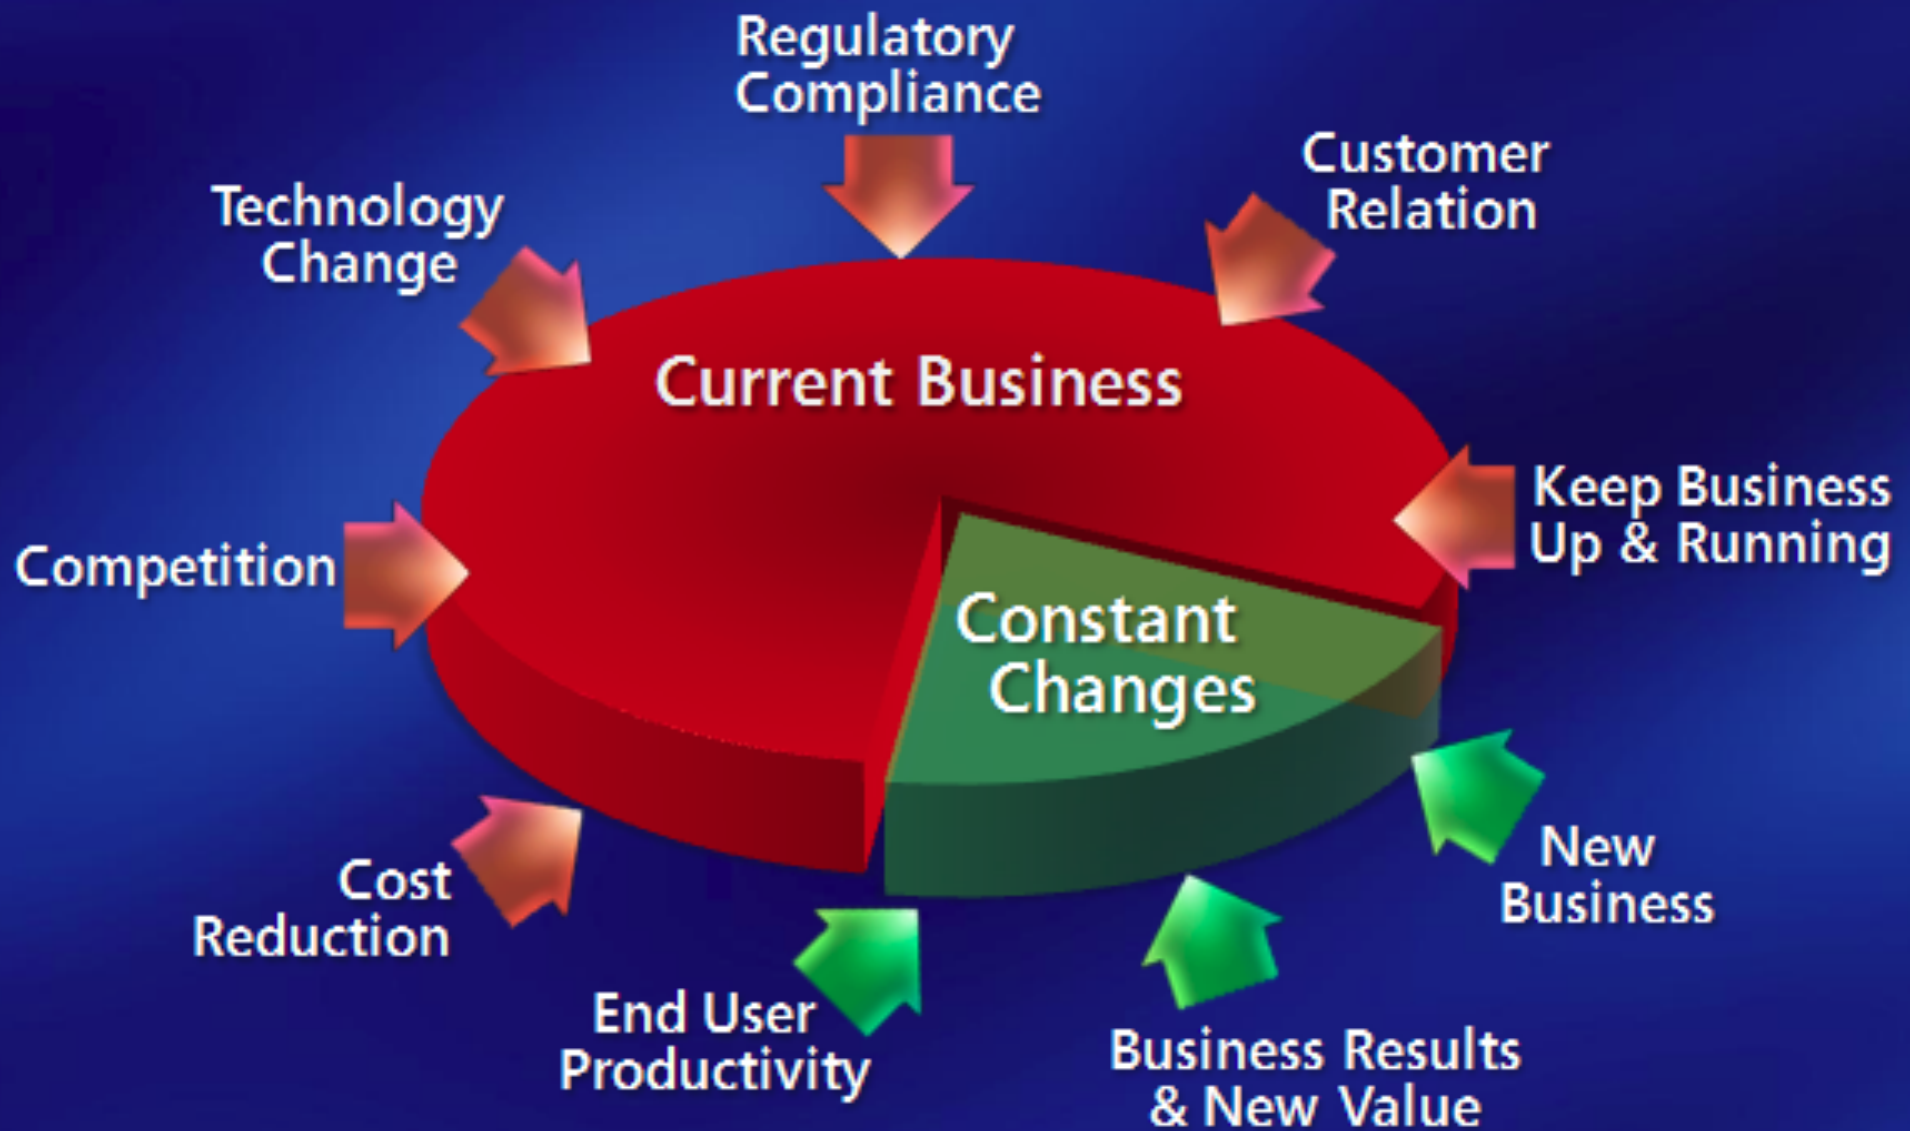 Regulatory
Compliance
Customer
Relation
Technology
Change
Current Business
Keep Business
Up & Running
Competition
Constant
Changes
New
Business
Cost
Reduction
End User
Productivity
Business Results
& New Value